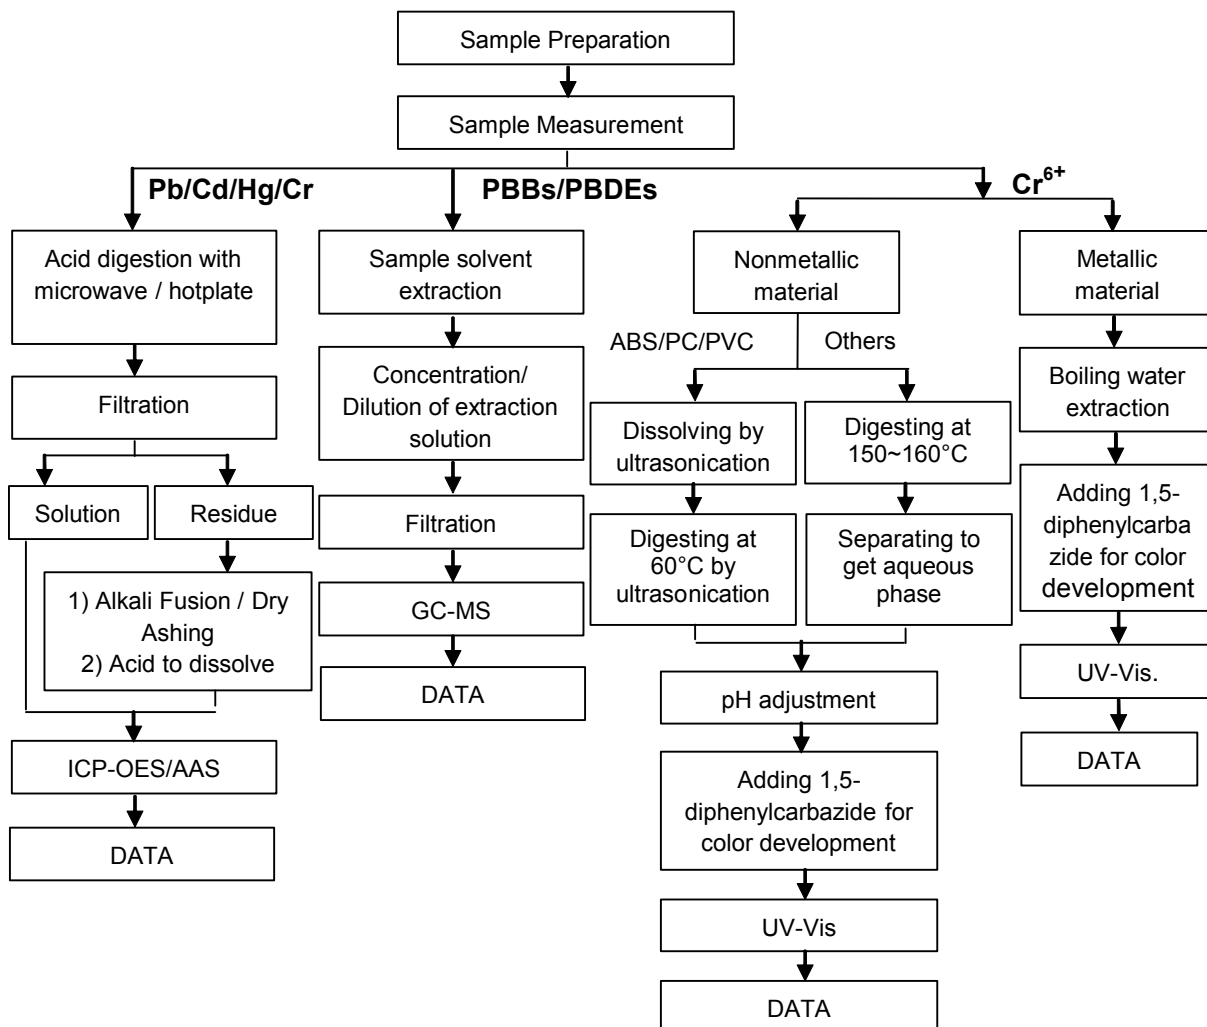 Sample Preparation
Sample Measurement
Pb/Cd/Hg/Cr
PBBs/PBDEs
Cr6+
Acid digestion with
microwave / hotplate
Filtration
Solution
Residue
1) Alkali Fusion / Dry
Ashing
2) Acid to dissolve
ICP-OES/AAS
DATA
Sample solvent
extraction
Concentration/
Dilution of extraction
solution
Filtration
GC-MS
DATA
Nonmetallic
material
ABS/PC/PVC
Others
Dissolving by
ultrasonication
Digesting at
60°C by
ultrasonication
Digesting at
150~160°C
Separating to
get aqueous
phase
pH adjustment
Adding 1,5-
diphenylcarbazide for
color development
UV-Vis
DATA
Metallic
material
Boiling water
extraction
Adding 1,5-
diphenylcarba
zide for color
development
UV-Vis.
DATA